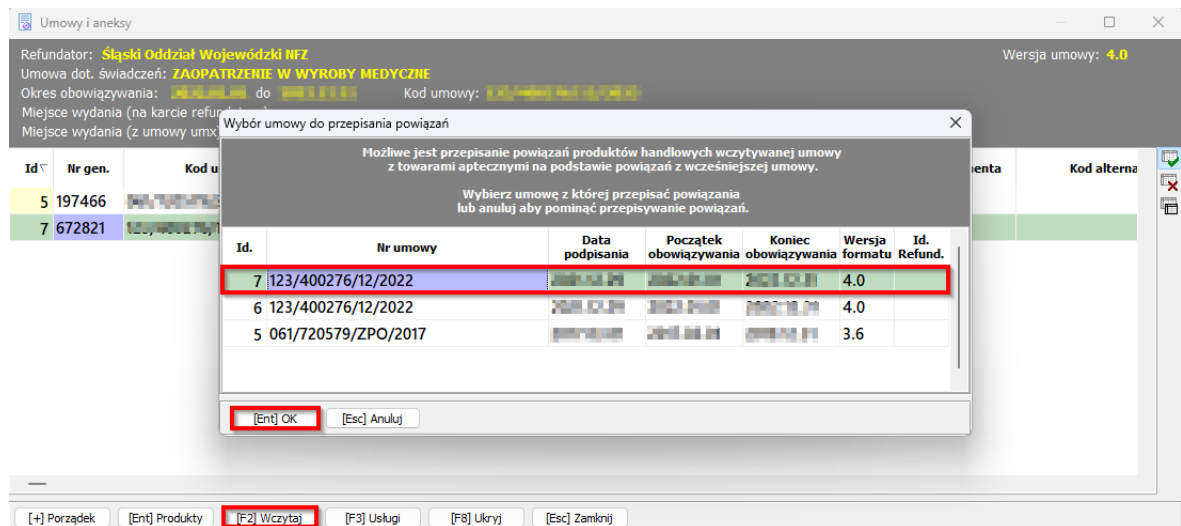 Umowy i aneksy
Refundator: Śląski Oddział Wojewódzki NFZ
Wersja umowy: 4.0
Umowa dot. świadczeń: ZAOPATRZENIE W WYROBY MEDYCZNE
Okres obowiązywania: do Kod umowy:
Miejsce wydania (na karcie
Miejsce wydania (z umowy
Id Nr gen. Kod
5 197466
7 672821
Kod
Wybór umowy do przepisania powiązań
Możliwe jest przepisanie powiązań produktów handlowych wczytywanej umowy
z towarami aptecznymi na podstawie powiązań z wcześniejszej umowy.
Wybierz umowę z której przepisać powiązania
lub anuluj aby pominąć przepisywanie powiązań.
Id. Nr umowy Data podpisania Początek obowiązywania Koniec obowiązywania Wersja formatu Id. Refund.
7 123/400276/12/2022 4.0
6 123/400276/12/2022 4.0
5 061/720579/ZPO/2017 3.6
[Ent] OK [Esc] Anuluj
[+] Porządek [Ent] Produkty [F2] Wczytaj [F3] Usługi [F8] Ukryj [Esc] Zamknij